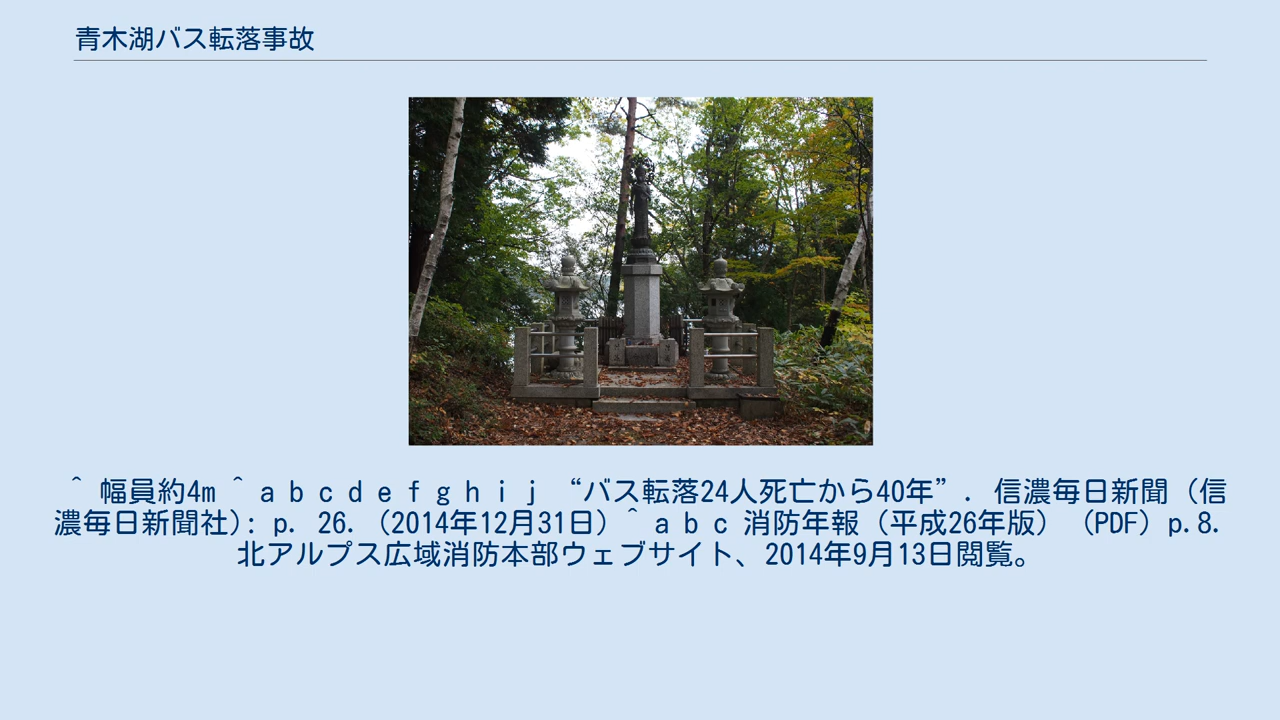 青木湖バス転落事故
^ 幅員約4m ^ a b c d e f g h i j “バス転落24人死亡から40年”. 信濃毎日新聞 (信
濃毎日新聞社): p. 26. (2014年12月31日) ^ a b c 消防年報 (平成26年版) (PDF) p.8.
北アルプス広域消防本部ウェブサイト、2014年9月13日閲覧。